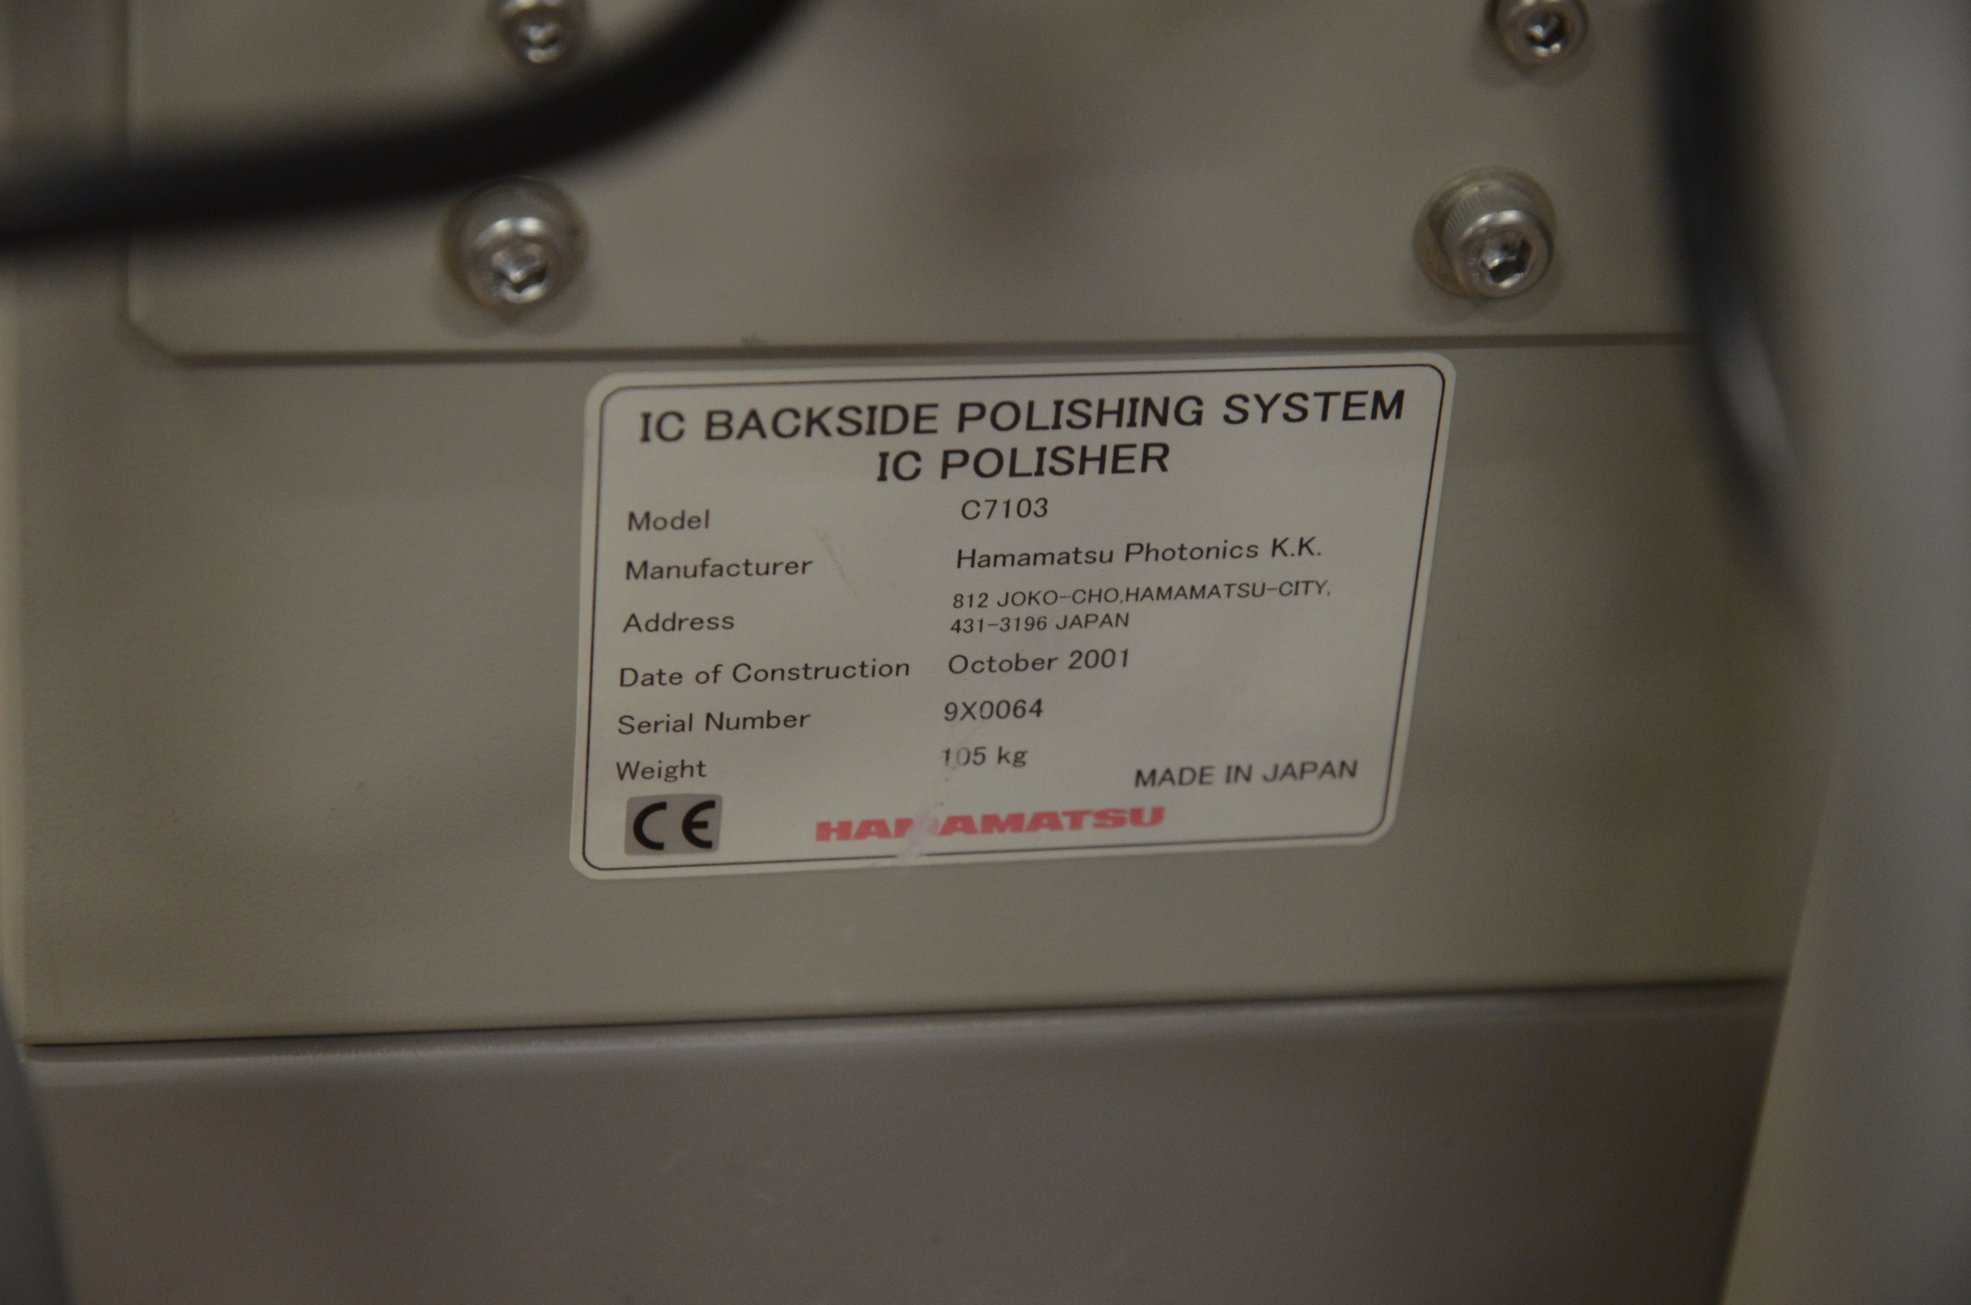 IC BACKSIDE POLISHING SYSTEM
IC POLISHER
Model C7103
Manufacturer Hamamatsu Photonics K.K.
Address 812 JOKO-CHO,HAMAMATSU-CITY,
431-3196 JAPAN
Date of Construction October 2001
Serial Number 9X0064
Weight 105 kg
MADE IN JAPAN
CE HAMAMATSU